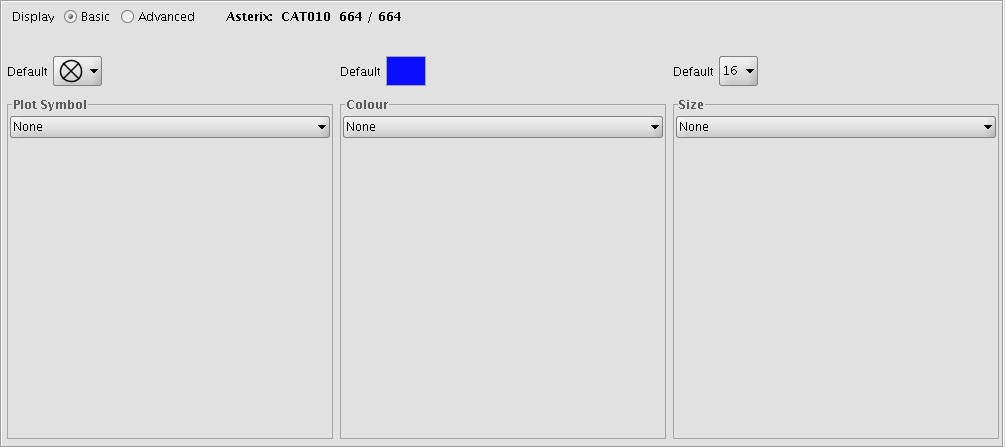 Display Basic Advanced Asterix: CAT010 664 / 664
Default Default Default 16
Plot Symbol Colour Size
None None None